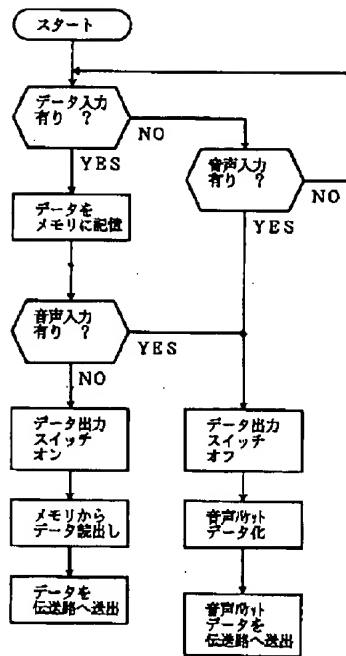 スタート
データ入力
有り ?
NO
YES
音声入力
有り ?
NO
YES
データを
メモリに記憶
音声入力
有り ?
YES
NO
データ出力
スイッチ
オン
データ出力
スイッチ
オフ
メモリから
データ読出し
音声パケット
データ化
データを
伝送路へ送出
音声パケット
データを
伝送路へ送出